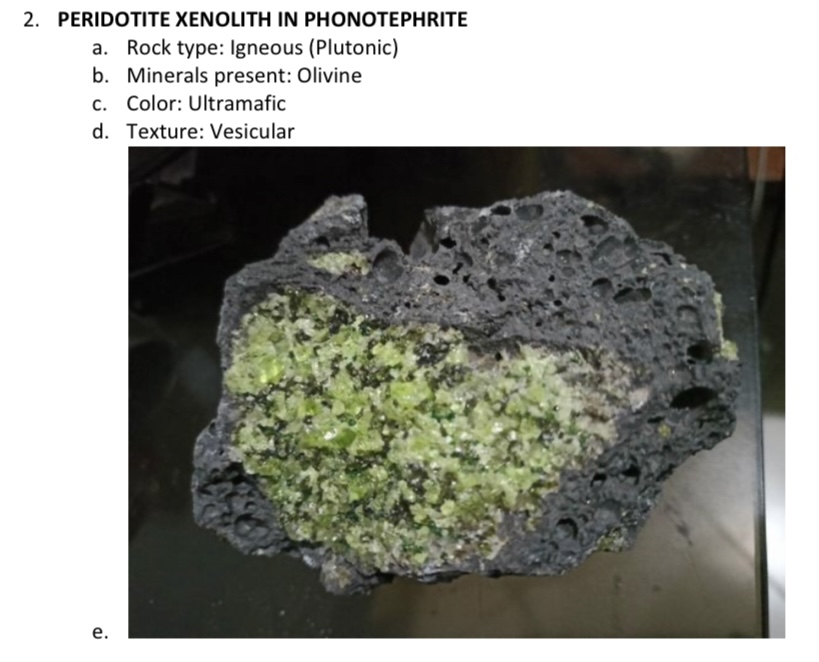 2. PERIDOTITE XENOLITH IN PHONOTEPHRITE
a. Rock type: Igneous (Plutonic)
b. Minerals present: Olivine
c. Color: Ultramafic
d. Texture: Vesicular
e.